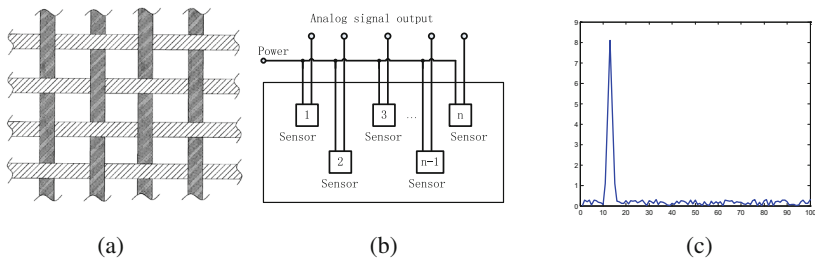 Analog signal output
Power
1
2
3
...
n-1
n
Sensor
Sensor
Sensor
Sensor
Sensor
9
8
7
6
5
4
3
2
1
0
0 10 20 30 40 50 60 70 80 90 100
(a) (b) (c)